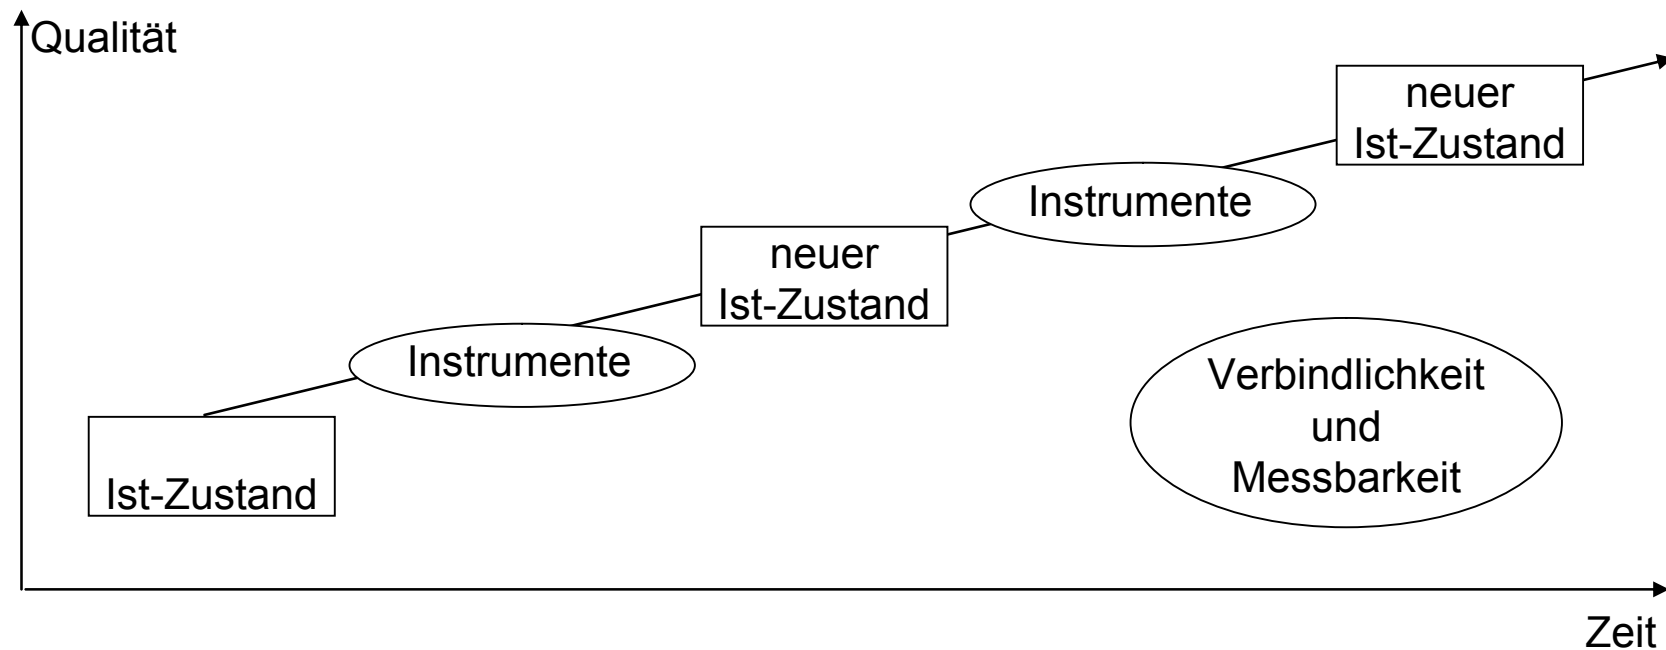 Qualität
neuer
Ist-Zustand
Instrumente
neuer
Ist-Zustand
Instrumente
Ist-Zustand
Verbindlichkeit
und
Messbarkeit
Zeit